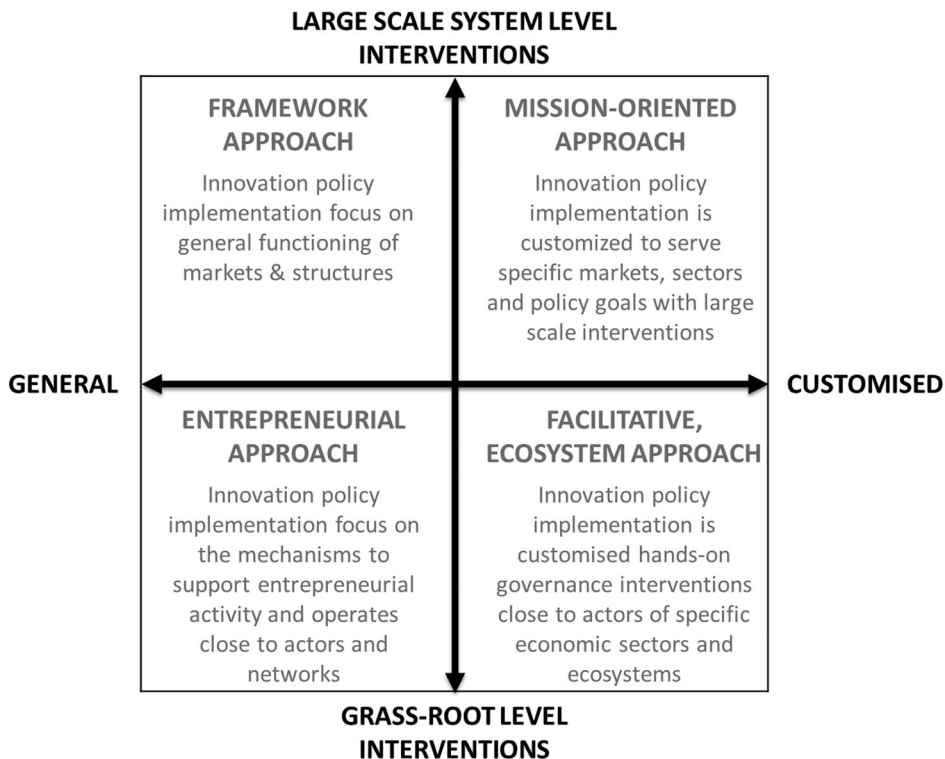 LARGE SCALE SYSTEM LEVEL
INTERVENTIONS
FRAMEWORK
APPROACH
Innovation policy
implementation focus on
general functioning of
markets & structures
MISSION-ORIENTED
APPROACH
Innovation policy
implementation is
customized to serve
specific markets, sectors
and policy goals with large
scale interventions
GENERAL
CUSTOMISED
ENTREPRENEURIAL
APPROACH
Innovation policy
implementation focus on
the mechanisms to
support entrepreneurial
activity and operates
close to actors and
networks
FACILITATIVE,
ECOSYSTEM APPROACH
Innovation policy
implementation is
customised hands-on
governance interventions
close to actors of specific
economic sectors and
ecosystems
GRASS-ROOT LEVEL
INTERVENTIONS